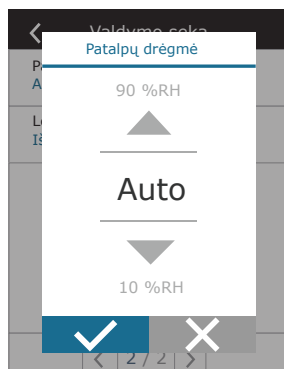 Valdymo seka
Patalpų drėgmė
90 %RH
Auto
10 %RH
2 / 2